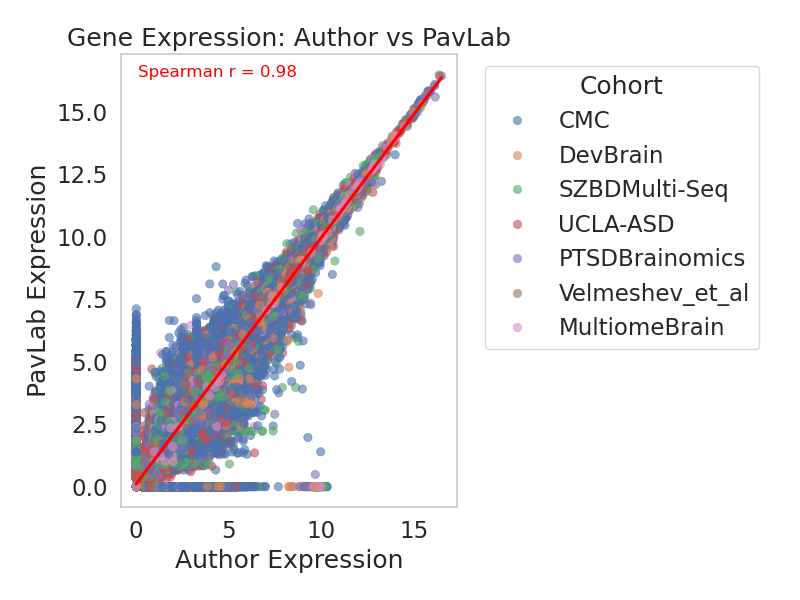 Gene Expression: Author vs PavLab
Spearman r = 0.98
PavLab Expression
15.0
12.5
10.0
7.5
5.0
2.5
0.0
0
5
10
15
Author Expression
Cohort
CMC
DevBrain
SZBDMulti-Seq
UCLA-ASD
PTSDBrainomics
Velmeshev_et_al
MultiomeBrain